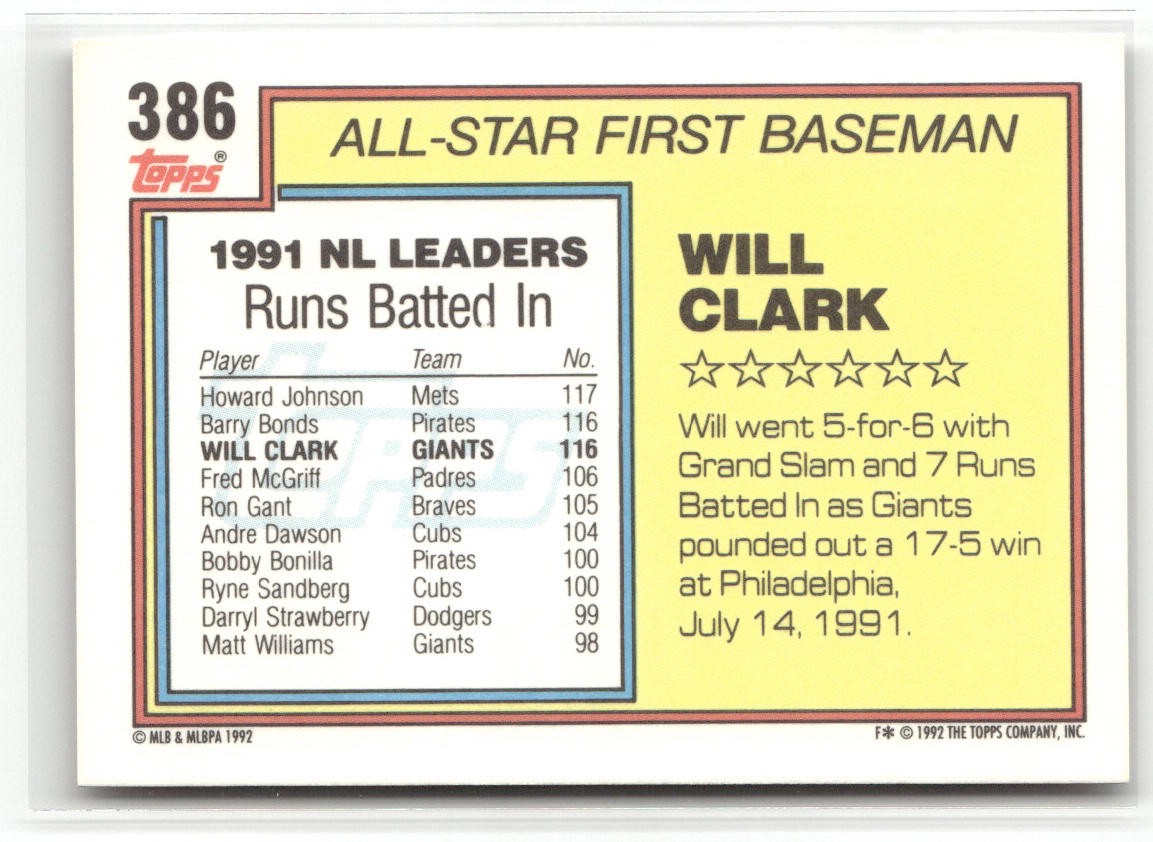 386
Topps®
ALL-STAR FIRST BASEMAN
1991 NL LEADERS
Runs Batted In
Player Team No.
Howard Johnson Mets 117
Barry Bonds Pirates 116
WILL CLARK GIANTS 116
Fred McGriff Padres 106
Ron Gant Braves 105
Andre Dawson Cubs 104
Bobby Bonilla Pirates 100
Ryne Sandberg Cubs 100
Darryl Strawberry Dodgers 99
Matt Williams Giants 98
Topps
WILL
CLARK
☆☆☆☆☆☆
Will went 5-for-6 with
Grand Slam and 7 Runs
Batted In as Giants
pounded out a 17-5 win
at Philadelphia,
July 14, 1991.
© MLB & MLBPA 1992
F* © 1992 THE TOPPS COMPANY, INC.